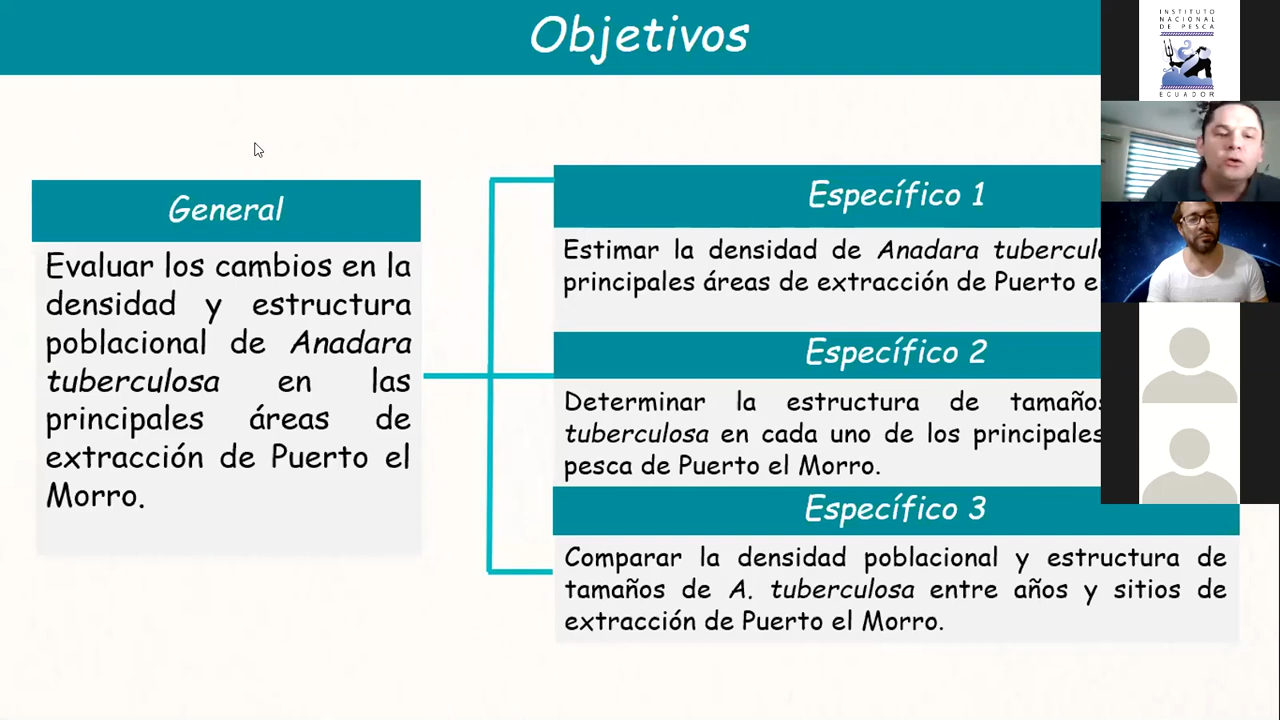 Objetivos
INSTITUTO
NACIONAL
DE PESCA
ECUADOR
General
Evaluar los cambios en la
densidad y estructura
poblacional de Anadara
tuberculosa en las
principales áreas de
extracción de Puerto el
Morro.
Específico 1
Estimar la densidad de Anadara
principales áreas de extracción de Puerto
Específico 2
Determinar la estructura de tamaños
tuberculosa en cada uno de los principales
pesca de Puerto el Morro.
Específico 3
Comparar la densidad poblacional y estructura de
tamaños de A. tuberculosa entre años y sitios de
extracción de Puerto el Morro.